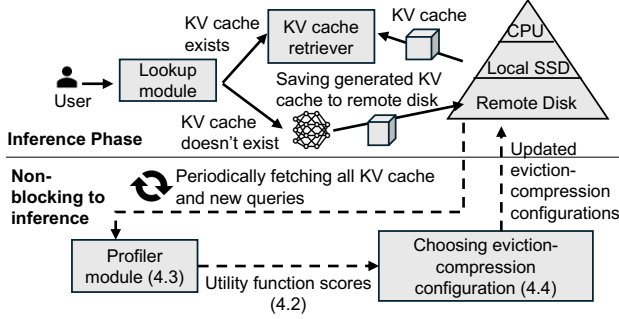 KV cache
exists
KV cache
retriever
KV cache
CPU
Local SSD
Remote Disk
User
Lookup
module
Saving generated KV
cache to remote disk
KV cache
doesn't exist
Inference Phase
Non-
blocking to
inference
Periodically fetching all KV cache
and new queries
Updated
eviction-
compression
configurations
Profiler
module (4.3)
Utility function scores
(4.2)
Choosing eviction-
compression
configuration (4.4)